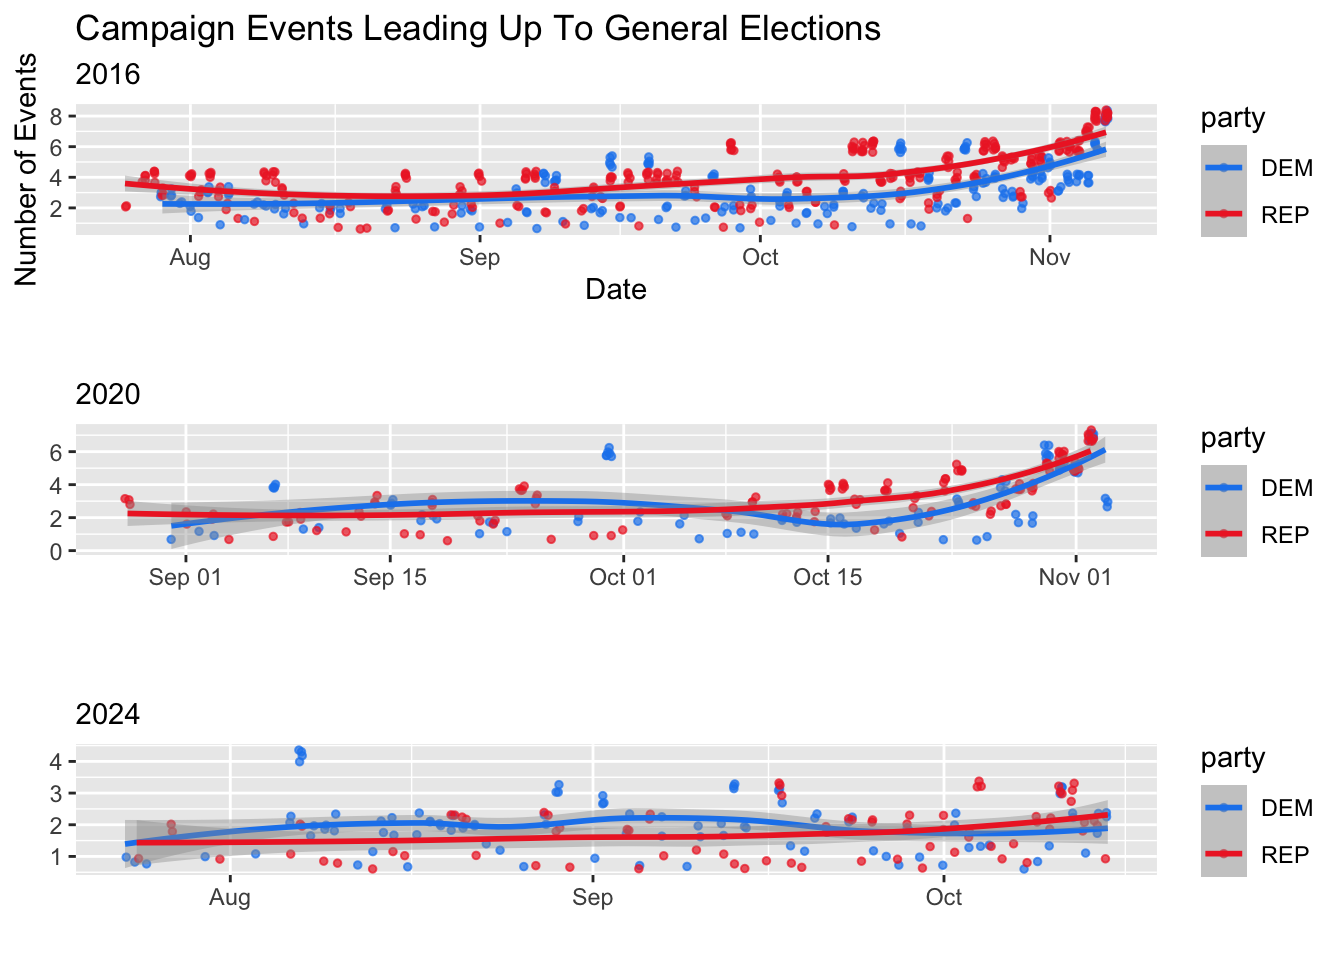 Campaign Events Leading Up To General Elections
2016
Number of Events
8
6
4
2
Aug Sep Oct Nov
Date
party
DEM
REP
2020
6
4
2
0
Sep 01 Sep 15 Oct 01 Oct 15 Nov 01
party
DEM
REP
2024
4
3
2
1
Aug Sep Oct
party
DEM
REP